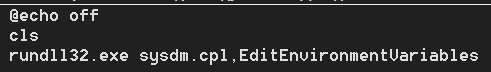 @echo off
cls
rundll32.exe sysdm.cpl,EditEnvironmentVariables